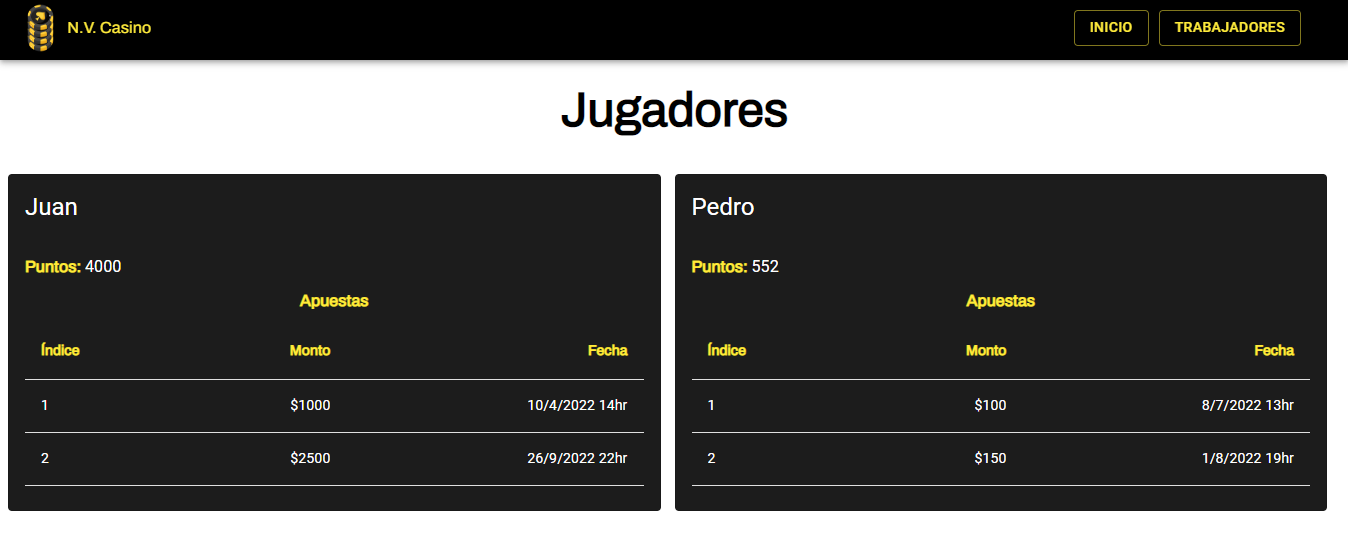 N.V. Casino
INICIO TRABAJADORES
Jugadores
Juan
Puntos: 4000
Apuestas
Índice Monto Fecha
1 $1000 10/4/2022 14hr
2 $2500 26/9/2022 22hr
Pedro
Puntos: 552
Apuestas
Índice Monto Fecha
1 $100 8/7/2022 13hr
2 $150 1/8/2022 19hr